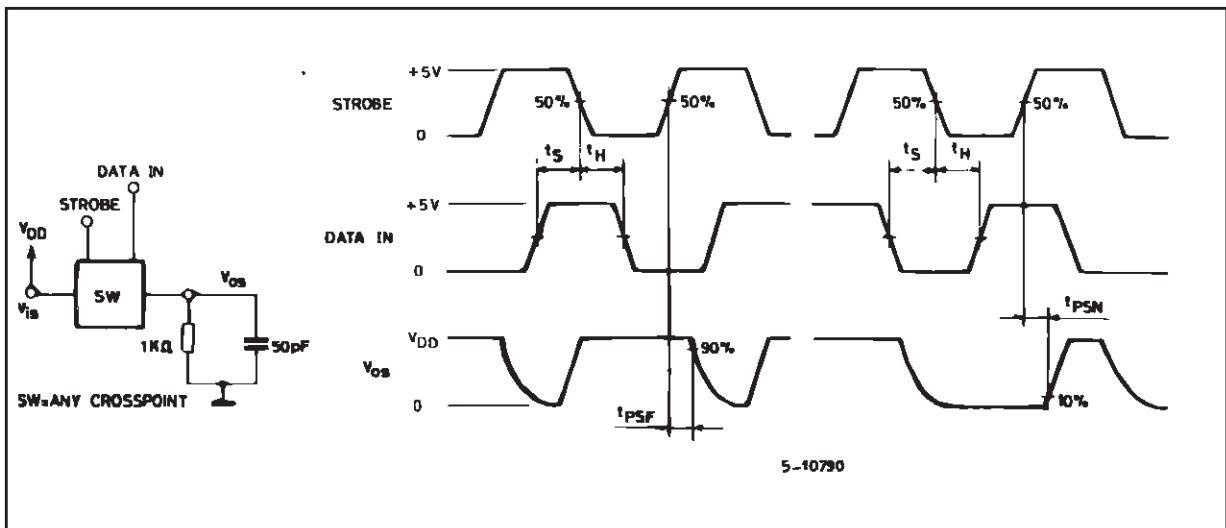 +5V
STROBE
50% 50% 50% 50%
0
tS tH tS tH
DATA IN
STROBE
VDD
+5V
DATA IN
0
SW
Vos
Vis
tPSN
VDD
1KΩ
50pF
90%
Vos
SW=ANY CROSSPOINT
0
10%
tPSF
5-10790